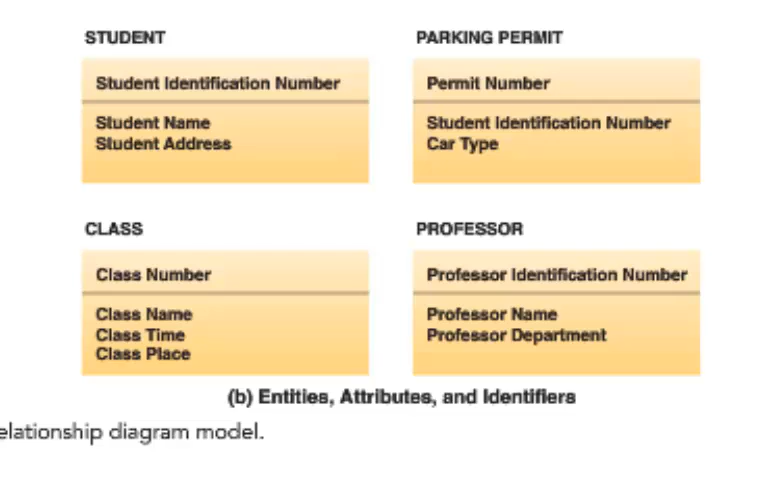 STUDENT
Student Identification Number
Student Name
Student Address
PARKING PERMIT
Permit Number
Student Identification Number
Car Type
CLASS
Class Number
Class Name
Class Time
Class Place
PROFESSOR
Professor Identification Number
Professor Name
Professor Department
(b) Entities, Attributes, and Identifiers
elationship diagram model.